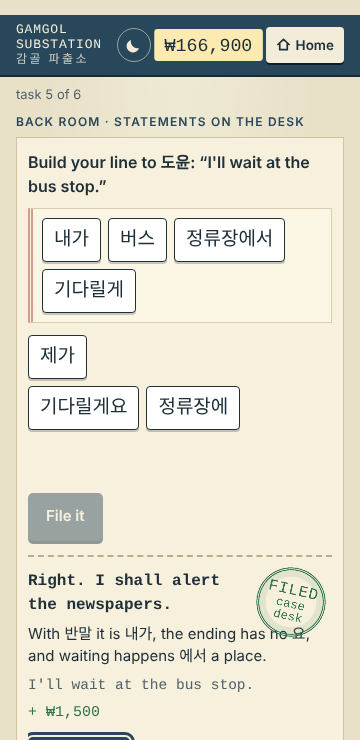 GAMGOL
SUBSTATION
감골 파출소
₩166,900
Home
task 5 of 6
BACK ROOM · STATEMENTS ON THE DESK
Build your line to 도윤: “I'll wait at the
bus stop.”
내가 버스 정류장에서
기다릴게
제가
기다릴게요 정류장에
File it
Right. I shall alert
the newspapers.
FILED
case
desk
With 반말 it is 내가, the ending has no 요,
and waiting happens 에서 a place.
I'll wait at the bus stop.
+ ₩1,500